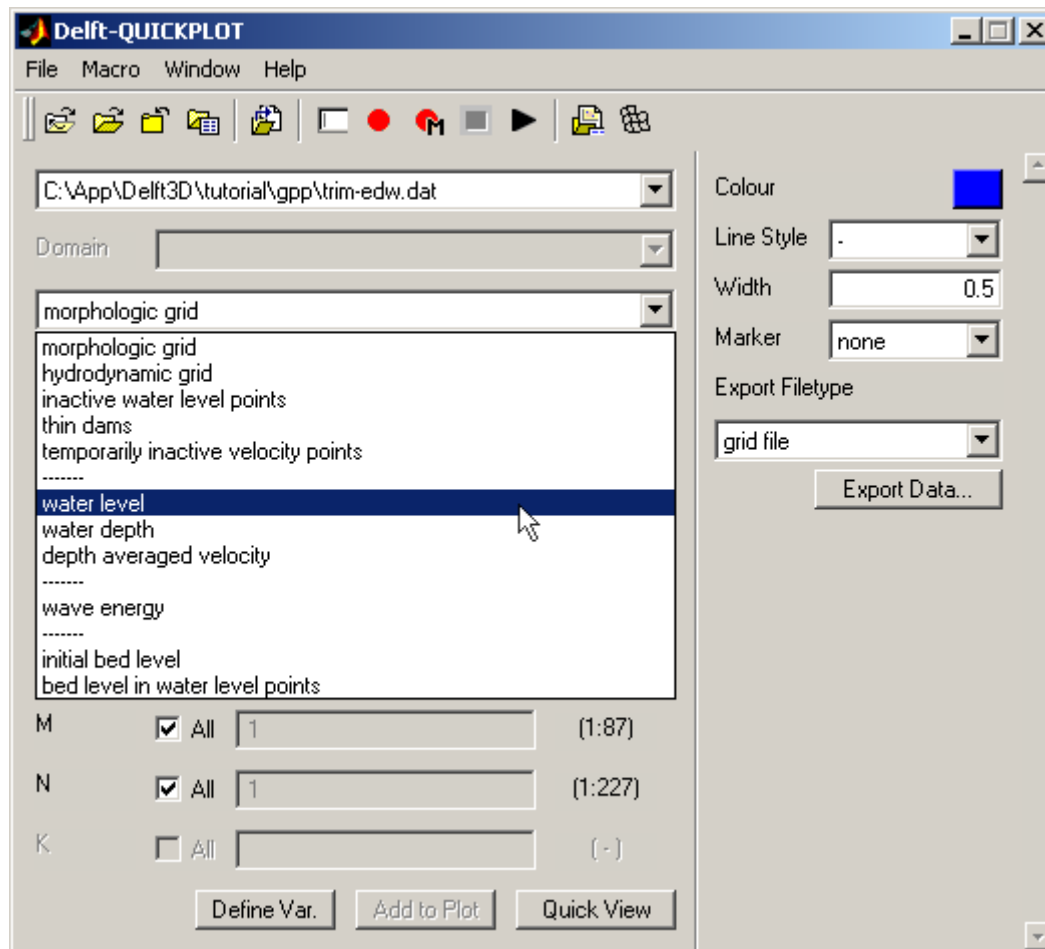 Delft-QUICKPLOT
File Macro Window Help
M
C:\App\Delft3D\tutorial\gpp\trim-edw.dat
Domain
morphologic grid
morphologic grid
hydrodynamic grid
inactive water level points
thin dams
temporarily inactive velocity points
-------
water level
water depth
depth averaged velocity
-------
wave energy
-------
initial bed level
bed level in water level points
M All 1 (1:87)
N All 1 (1:227)
K All ( - )
Define Var. Add to Plot Quick View
Colour
Line Style -
Width 0.5
Marker none
Export Filetype
grid file
Export Data...